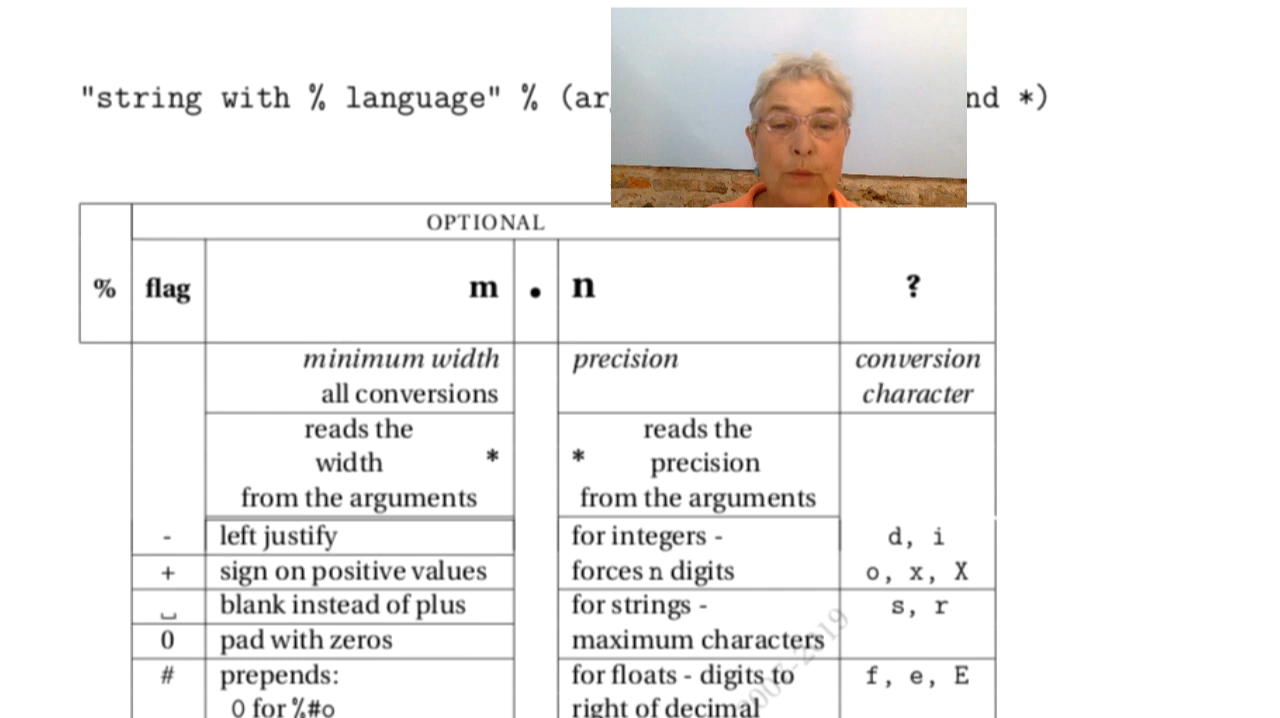 "string with % language" % (ar nd *)
OPTIONAL
% flag m . n ?
minimum width precision conversion
all conversions character
reads the reads the
width * * precision
from the arguments from the arguments
- left justify for integers - d, i
+ sign on positive values forces n digits o, x, X
␣ blank instead of plus for strings - s, r
0 pad with zeros maximum characters
# prepends: for floats - digits to f, e, E
0 for %#o right of decimal